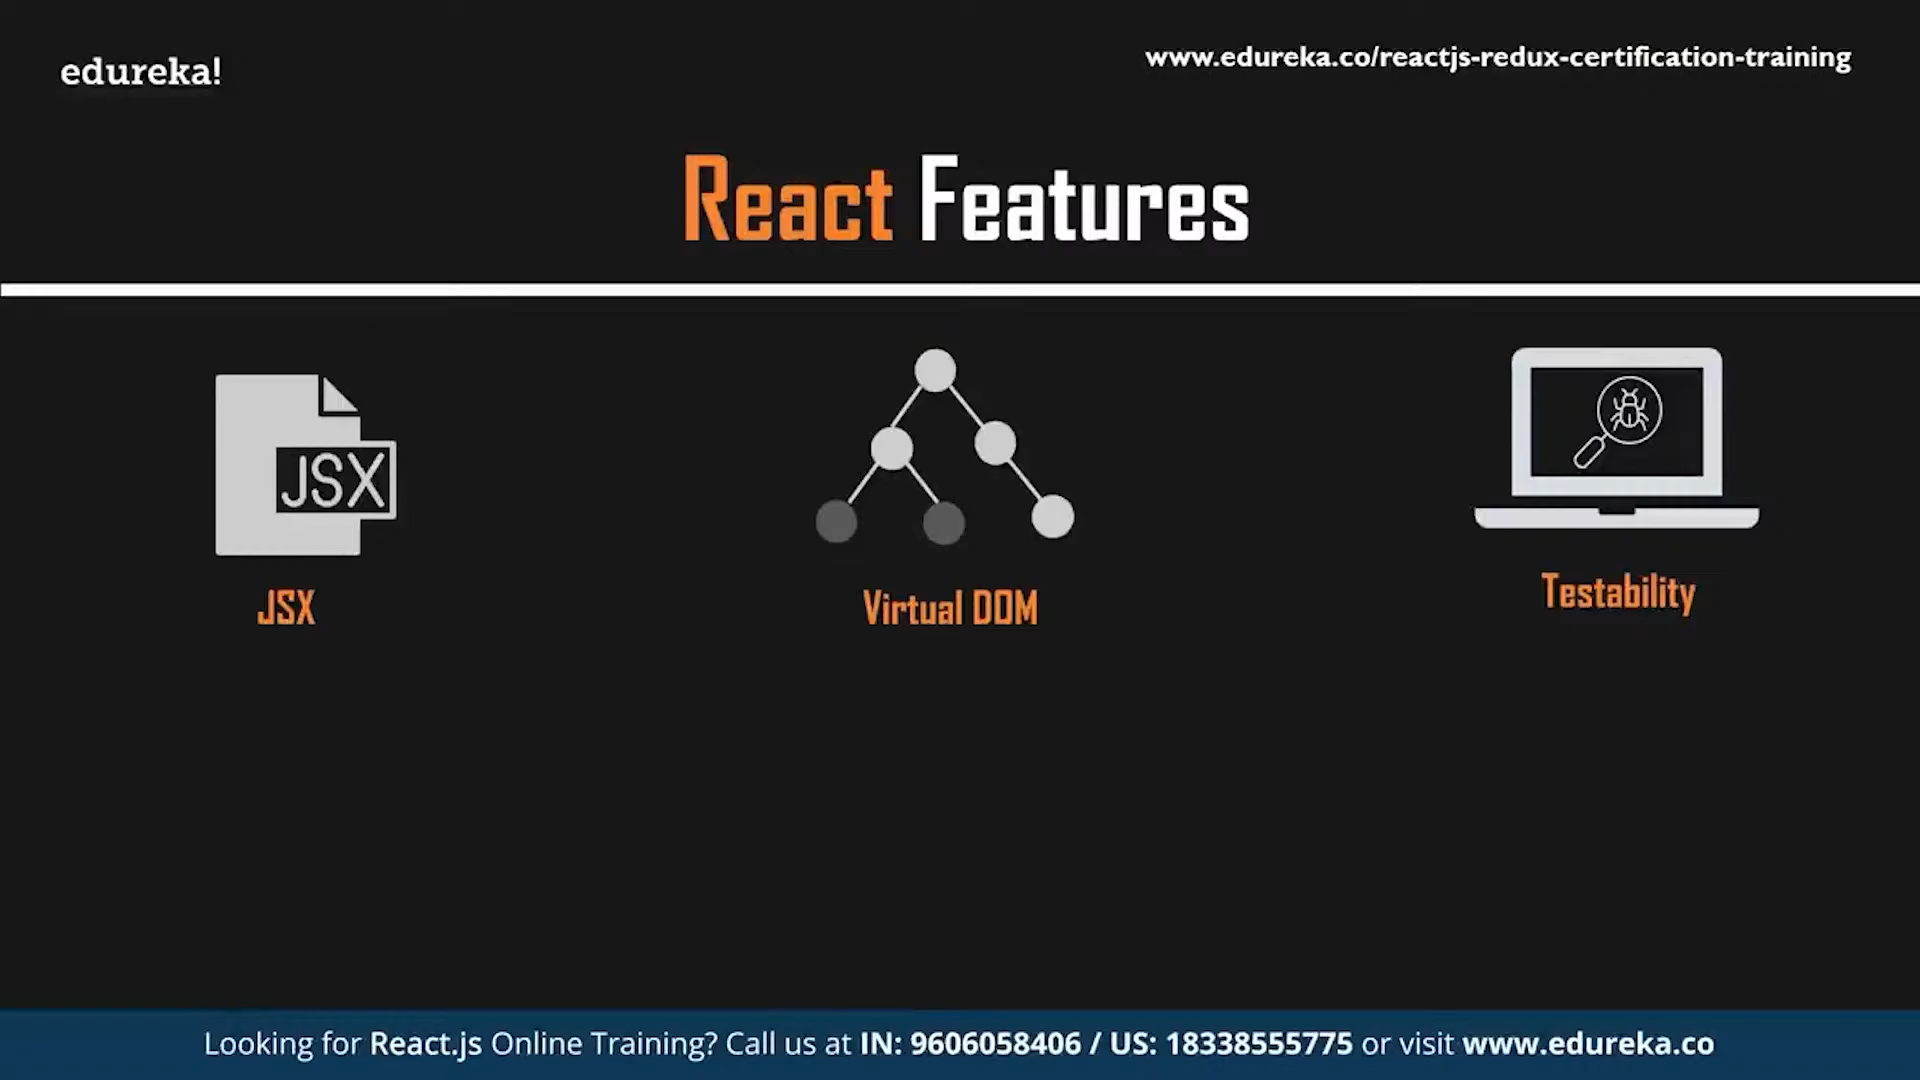 edureka!
www.edureka.co/reactjs-redux-certification-training
React Features
JSX
JSX
Virtual DOM
Testability
Looking for React.js Online Training? Call us at IN: 9606058406 / US: 18338555775 or visit www.edureka.co